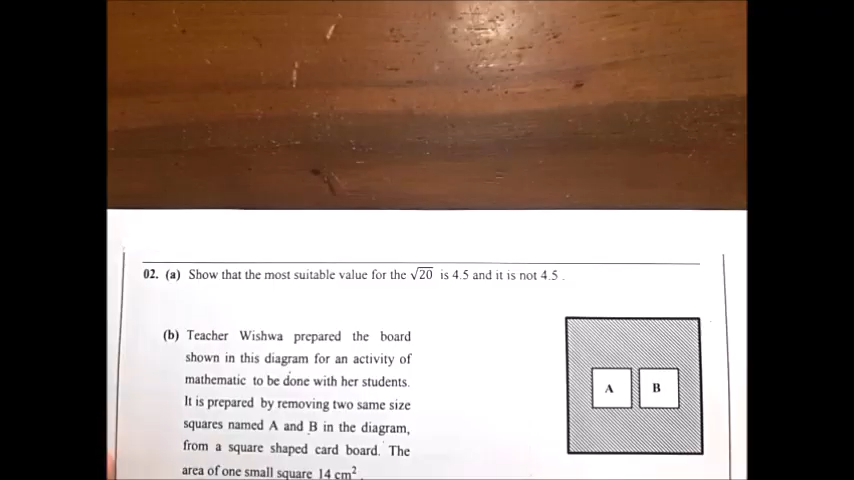 02. (a) Show that the most suitable value for the √20 is 4.5 and it is not 4.5 .
(b) Teacher Wishwa prepared the board
shown in this diagram for an activity of
mathematic to be done with her students.
It is prepared by removing two same size
squares named A and B in the diagram,
from a square shaped card board. The
area of one small square 14 cm².
A B